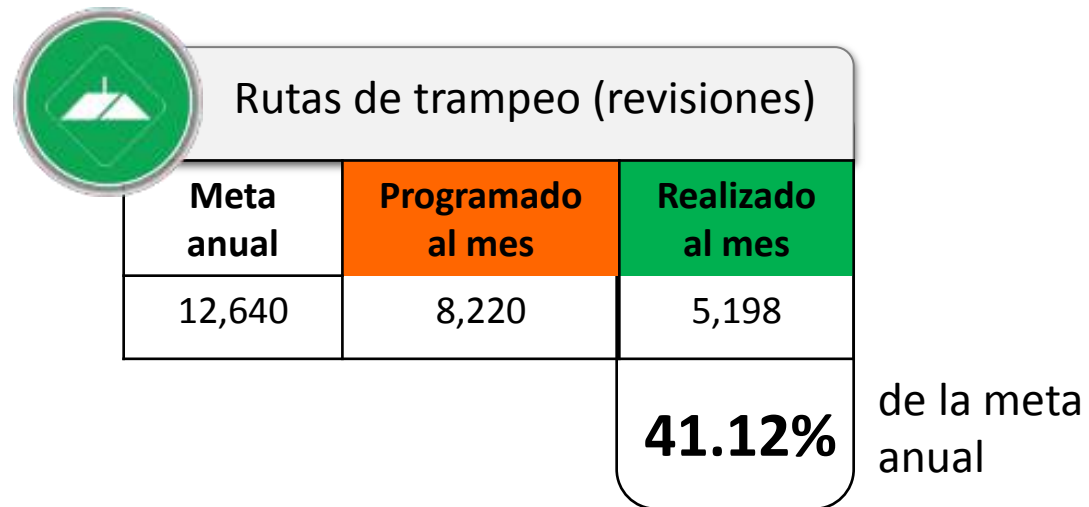 Rutas de trampeo (revisiones)
Meta anual
Programado al mes
Realizado al mes
12,640
8,220
5,198
41.12%
de la meta
anual